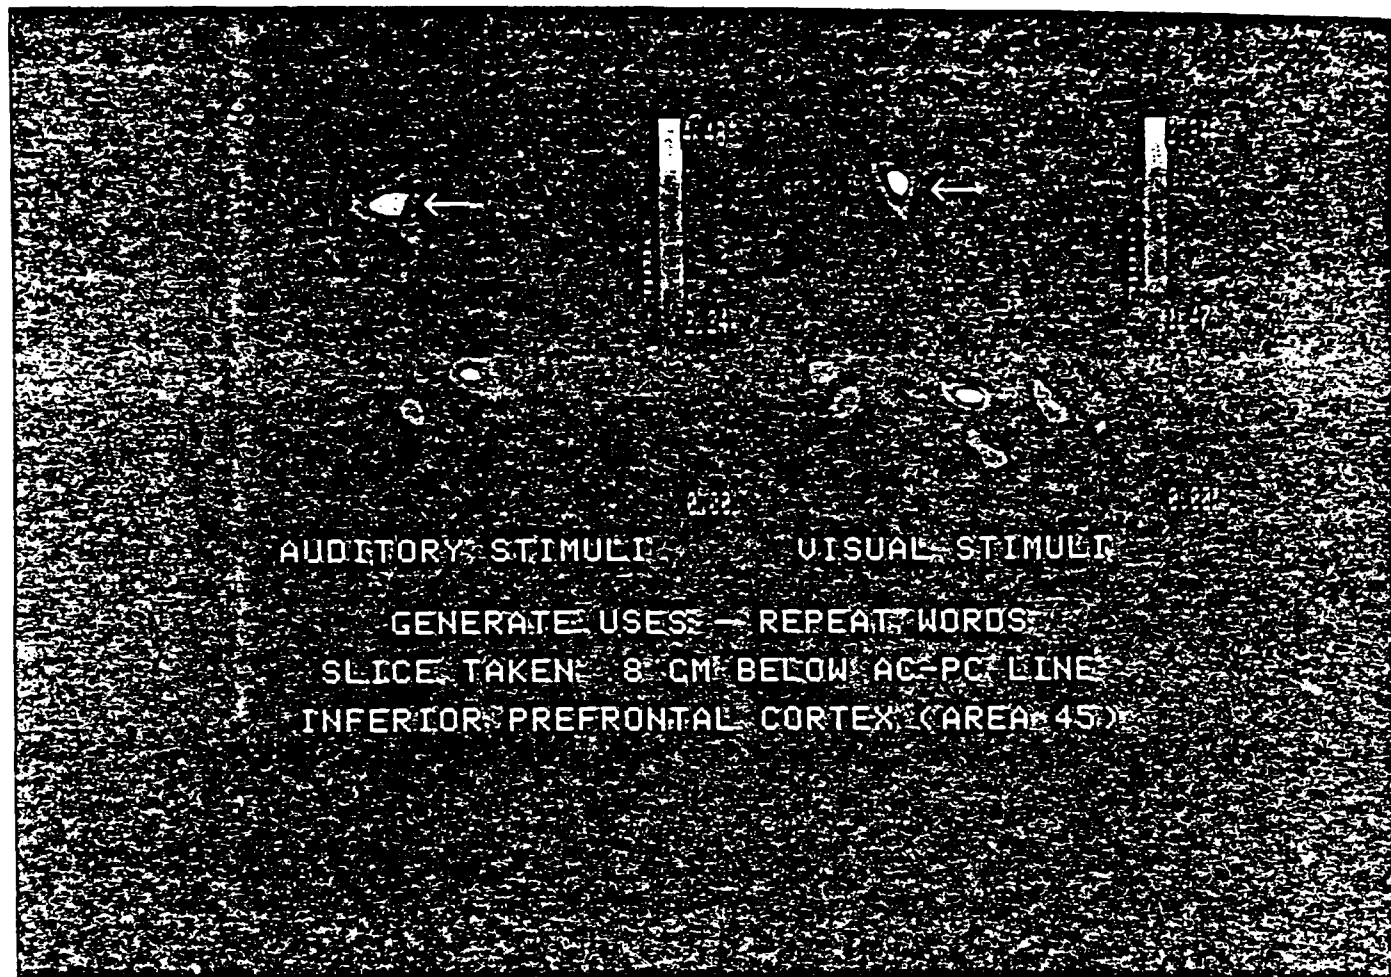 AUDITORY STIMULI VISUAL STIMULI
GENERATE USES - REPEAT WORDS
SLICE TAKEN .8 CM BELOW AC-PC LINE
INFERIOR PREFRONTAL CORTEX (AREA 45)